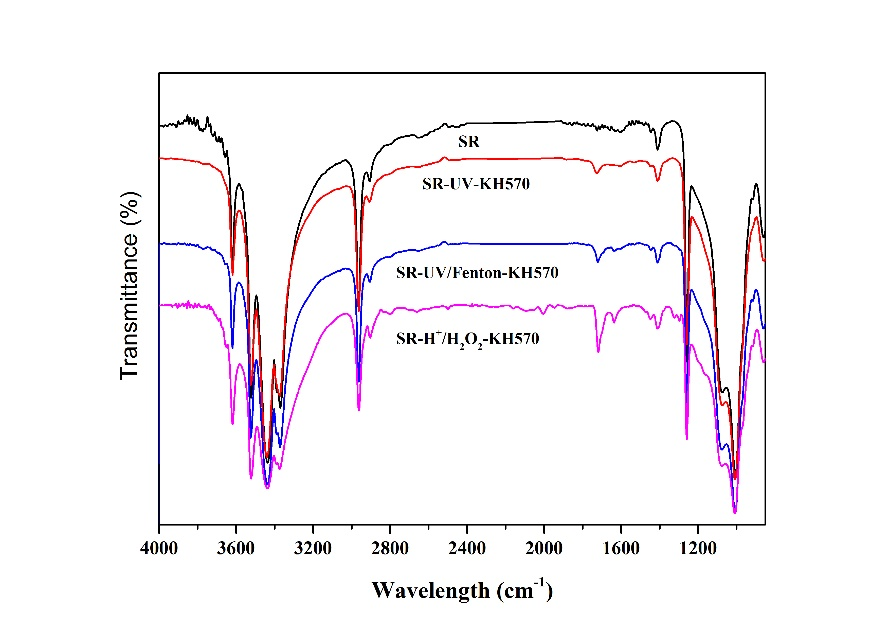 Transmittance (%)
SR
SR-UV-KH570
SR-UV/Fenton-KH570
SR-H⁺/H₂O₂-KH570
4000 3600 3200 2800 2400 2000 1600 1200
Wavelength (cm⁻¹)